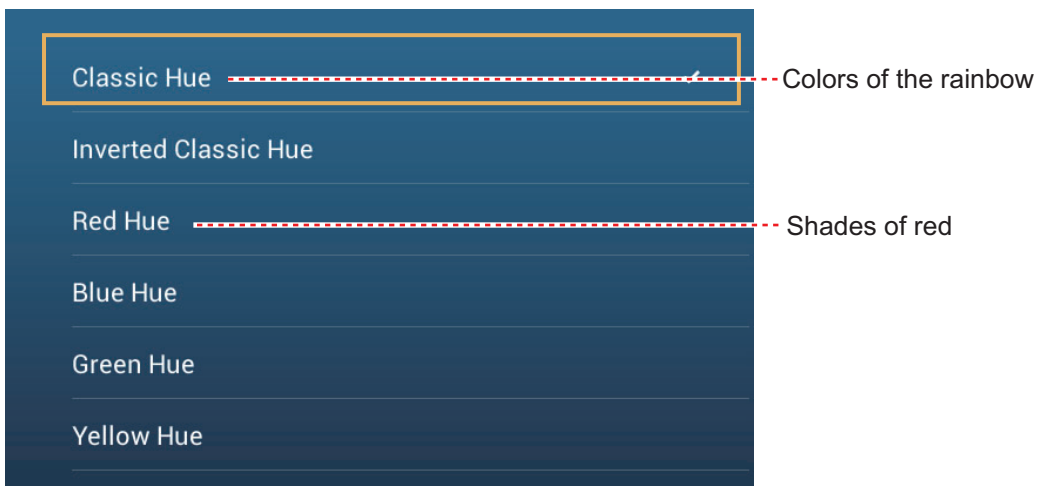 Classic Hue
Colors of the rainbow
Inverted Classic Hue
Red Hue
Shades of red
Blue Hue
Green Hue
Yellow Hue